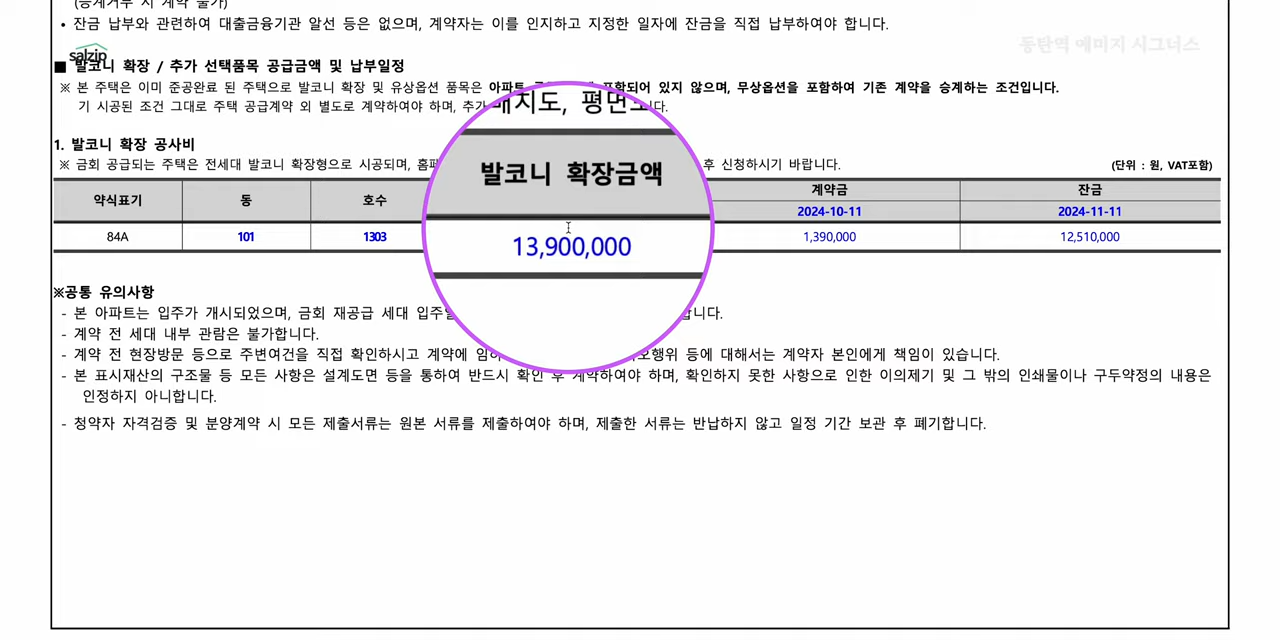 (승계거부 시 계약 불가)
• 잔금 납부와 관련하여 대출금융기관 알선 등은 없으며, 계약자는 이를 인지하고 지정한 일자에 잔금을 직접 납부하여야 합니다.
동탄역 예미지 시그너스
salzip
■ 발코니 확장 / 추가 선택품목 공급금액 및 납부일정
※ 본 주택은 이미 준공완료 된 주택으로 발코니 확장 및 유상옵션 품목은 아파트 포함되어 있지 않으며, 무상옵션을 포함하여 기존 계약을 승계하는 조건입니다.
기 시공된 조건 그대로 주택 공급계약 외 별도로 계약하여야 하며, 추가 배치도, 평면도 니다.
1. 발코니 확장 공사비
※ 금회 공급되는 주택은 전세대 발코니 확장형으로 시공되며, 후 신청하시기 바랍니다. (단위 : 원, VAT포함)
약식표기 동 호수 발코니 확장금액 계약금 잔금
2024-10-11 2024-11-11
84A 101 1303 13,900,000 1,390,000 12,510,000
※공통 유의사항
- 본 아파트는 입주가 개시되었으며, 금회 재공급 세대 입주 합니다.
- 계약 전 세대 내부 관람은 불가합니다.
- 계약 전 현장방문 등으로 주변여건을 직접 확인하시고 계약에 등에 대해서는 계약자 본인에게 책임이 있습니다.
- 본 표시재산의 구조물 등 모든 사항은 설계도면 등을 통하여 반드시 확인 후 계약하여야 하며, 확인하지 못한 사항으로 인한 이의제기 및 그 밖의 인쇄물이나 구두약정의 내용은
인정하지 아니합니다.
- 청약자 자격검증 및 분양계약 시 모든 제출서류는 원본 서류를 제출하여야 하며, 제출한 서류는 반납하지 않고 일정 기간 보관 후 폐기합니다.